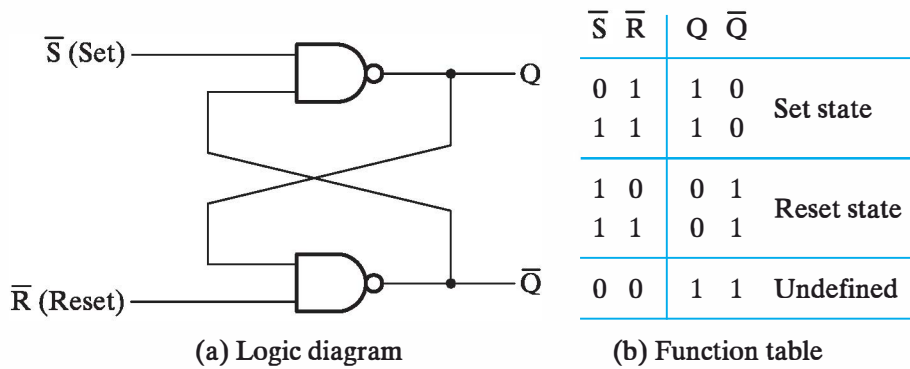 S̅ (Set)
Q
R̅ (Reset)
Q̅
(a) Logic diagram
S̅ R̅ Q Q̅
0 1 1 0
1 1 1 0
Set state
1 0 0 1
1 1 0 1
Reset state
0 0 1 1 Undefined
(b) Function table